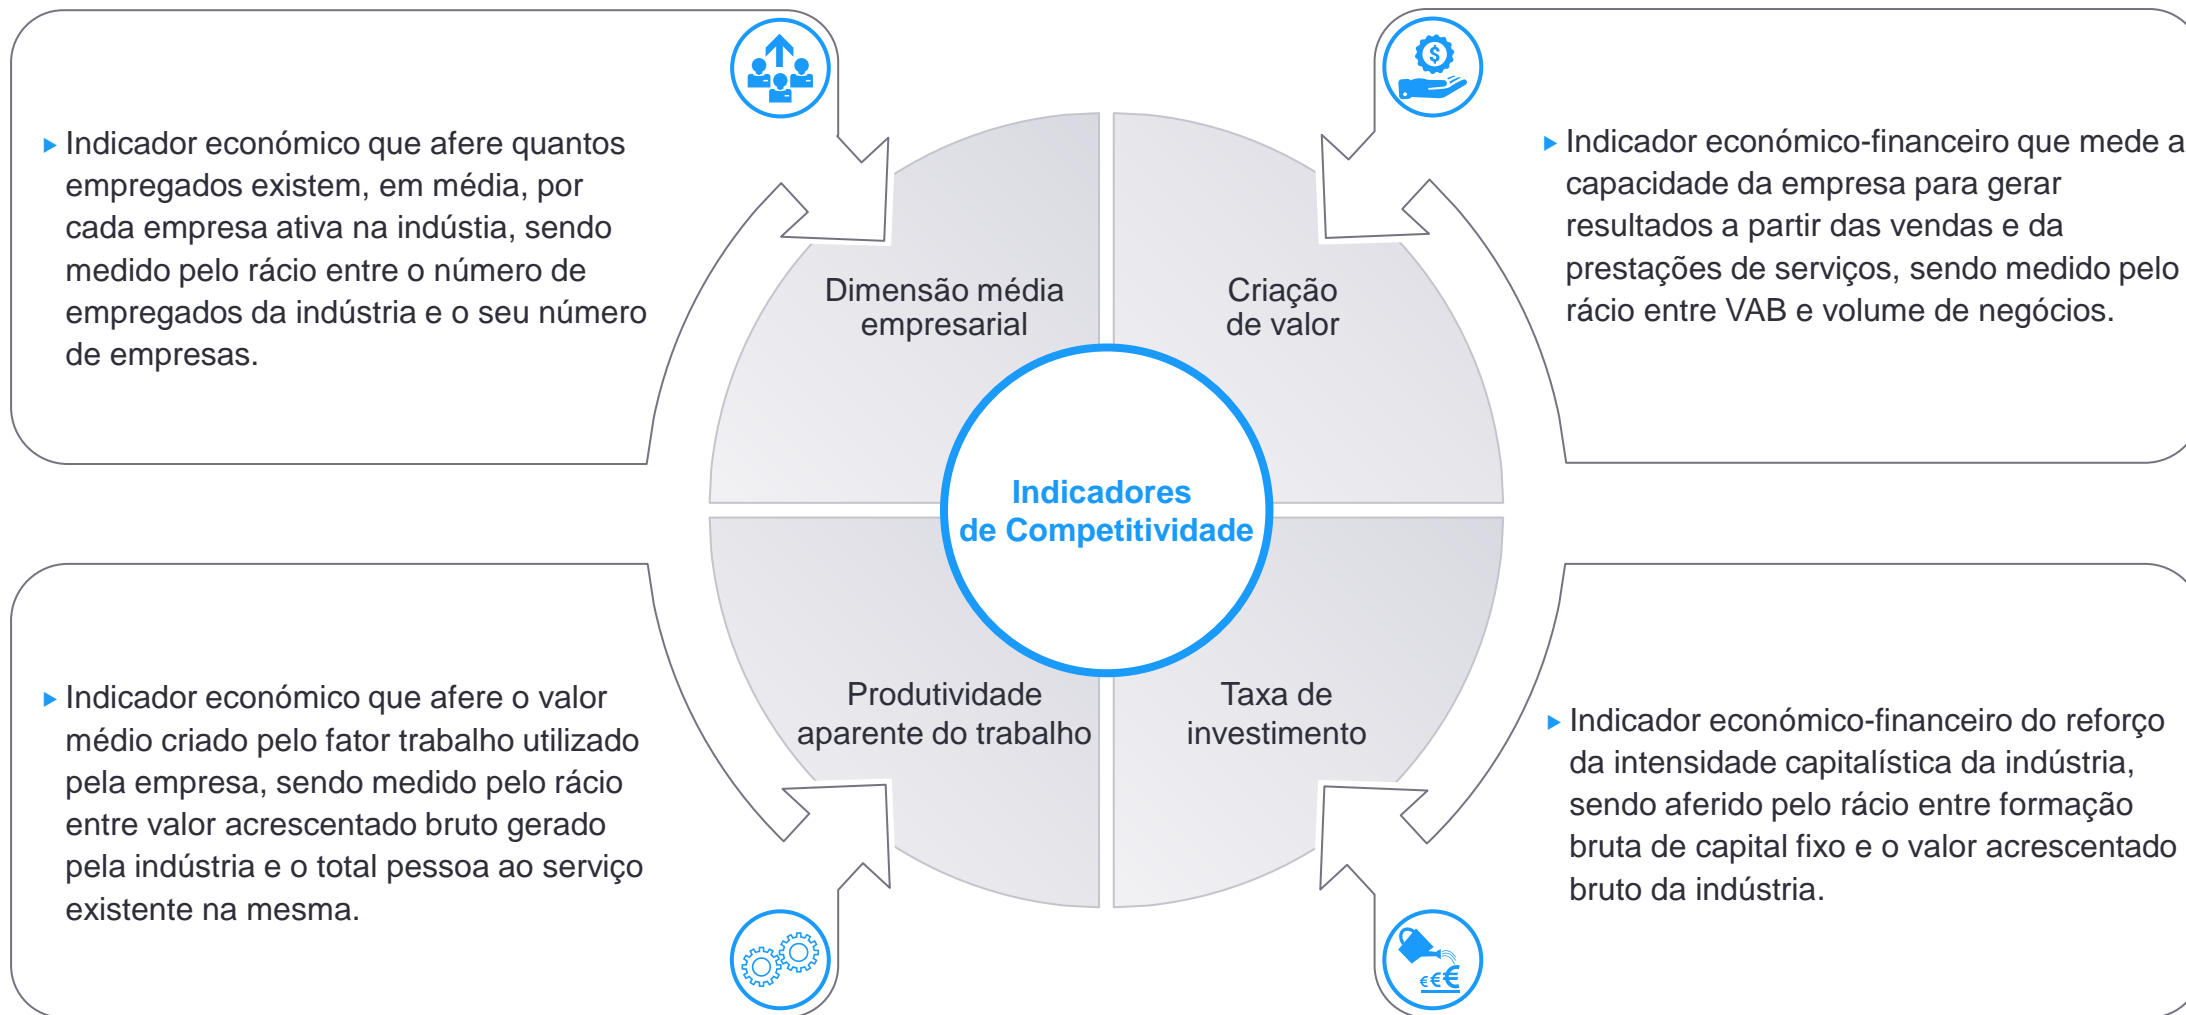 ► Indicador económico que afere quantos
empregados existem, em média, por
cada empresa ativa na indústia, sendo
medido pelo rácio entre o número de
empregados da indústria e o seu número
de empresas.
$
► Indicador económico-financeiro que mede a
capacidade da empresa para gerar
resultados a partir das vendas e da
prestações de serviços, sendo medido pelo
rácio entre VAB e volume de negócios.
Dimensão média
empresarial
Criação
de valor
Indicadores
de Competitividade
Produtividade
aparente do trabalho
Taxa de
investimento
► Indicador económico que afere o valor
médio criado pelo fator trabalho utilizado
pela empresa, sendo medido pelo rácio
entre valor acrescentado bruto gerado
pela indústria e o total pessoa ao serviço
existente na mesma.
► Indicador económico-financeiro do reforço
da intensidade capitalística da indústria,
sendo aferido pelo rácio entre formação
bruta de capital fixo e o valor acrescentado
bruto da indústria.
€€€